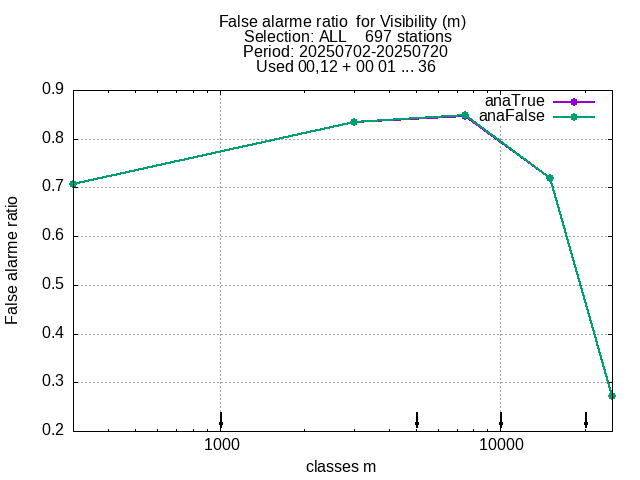 False alarme ratio  for Visibility (m)
Selection: ALL    697 stations
Period: 20250702-20250720
Used 00,12 + 00 01 ... 36
anaTrue
anaFalse
0.9
0.8
0.7
0.6
0.5
0.4
0.3
0.2
False alarme ratio
1000
10000
classes m